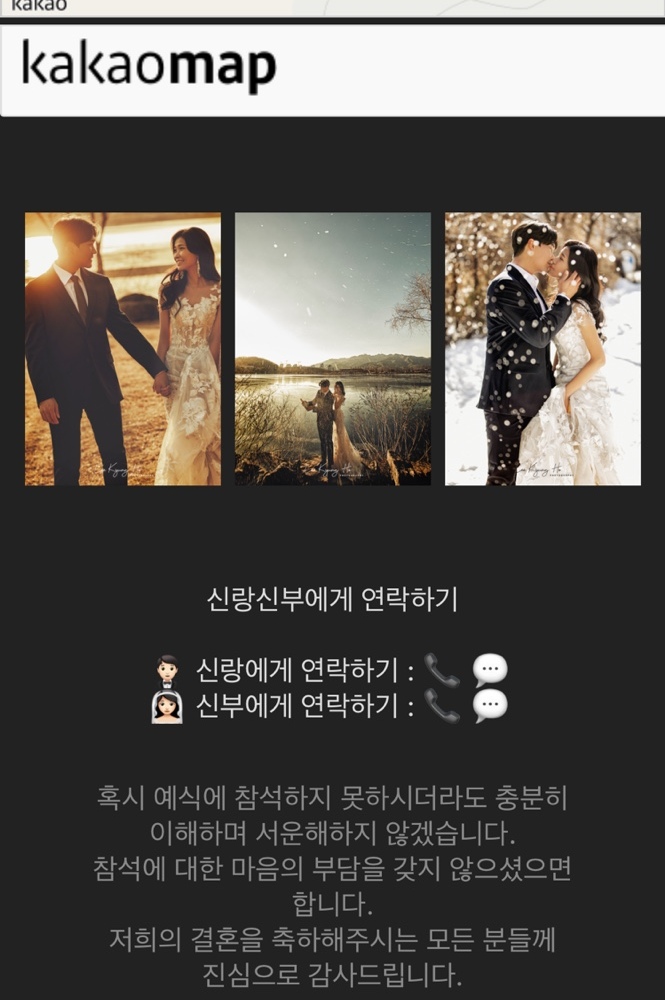 kakao
kakaomap
신랑신부에게 연락하기
신랑에게 연락하기 :
신부에게 연락하기 :
혹시 예식에 참석하지 못하시더라도 충분히
이해하며 서운해하지 않겠습니다.
참석에 대한 마음의 부담을 갖지 않으셨으면
합니다.
저희의 결혼을 축하해주시는 모든 분들께
진심으로 감사드립니다.